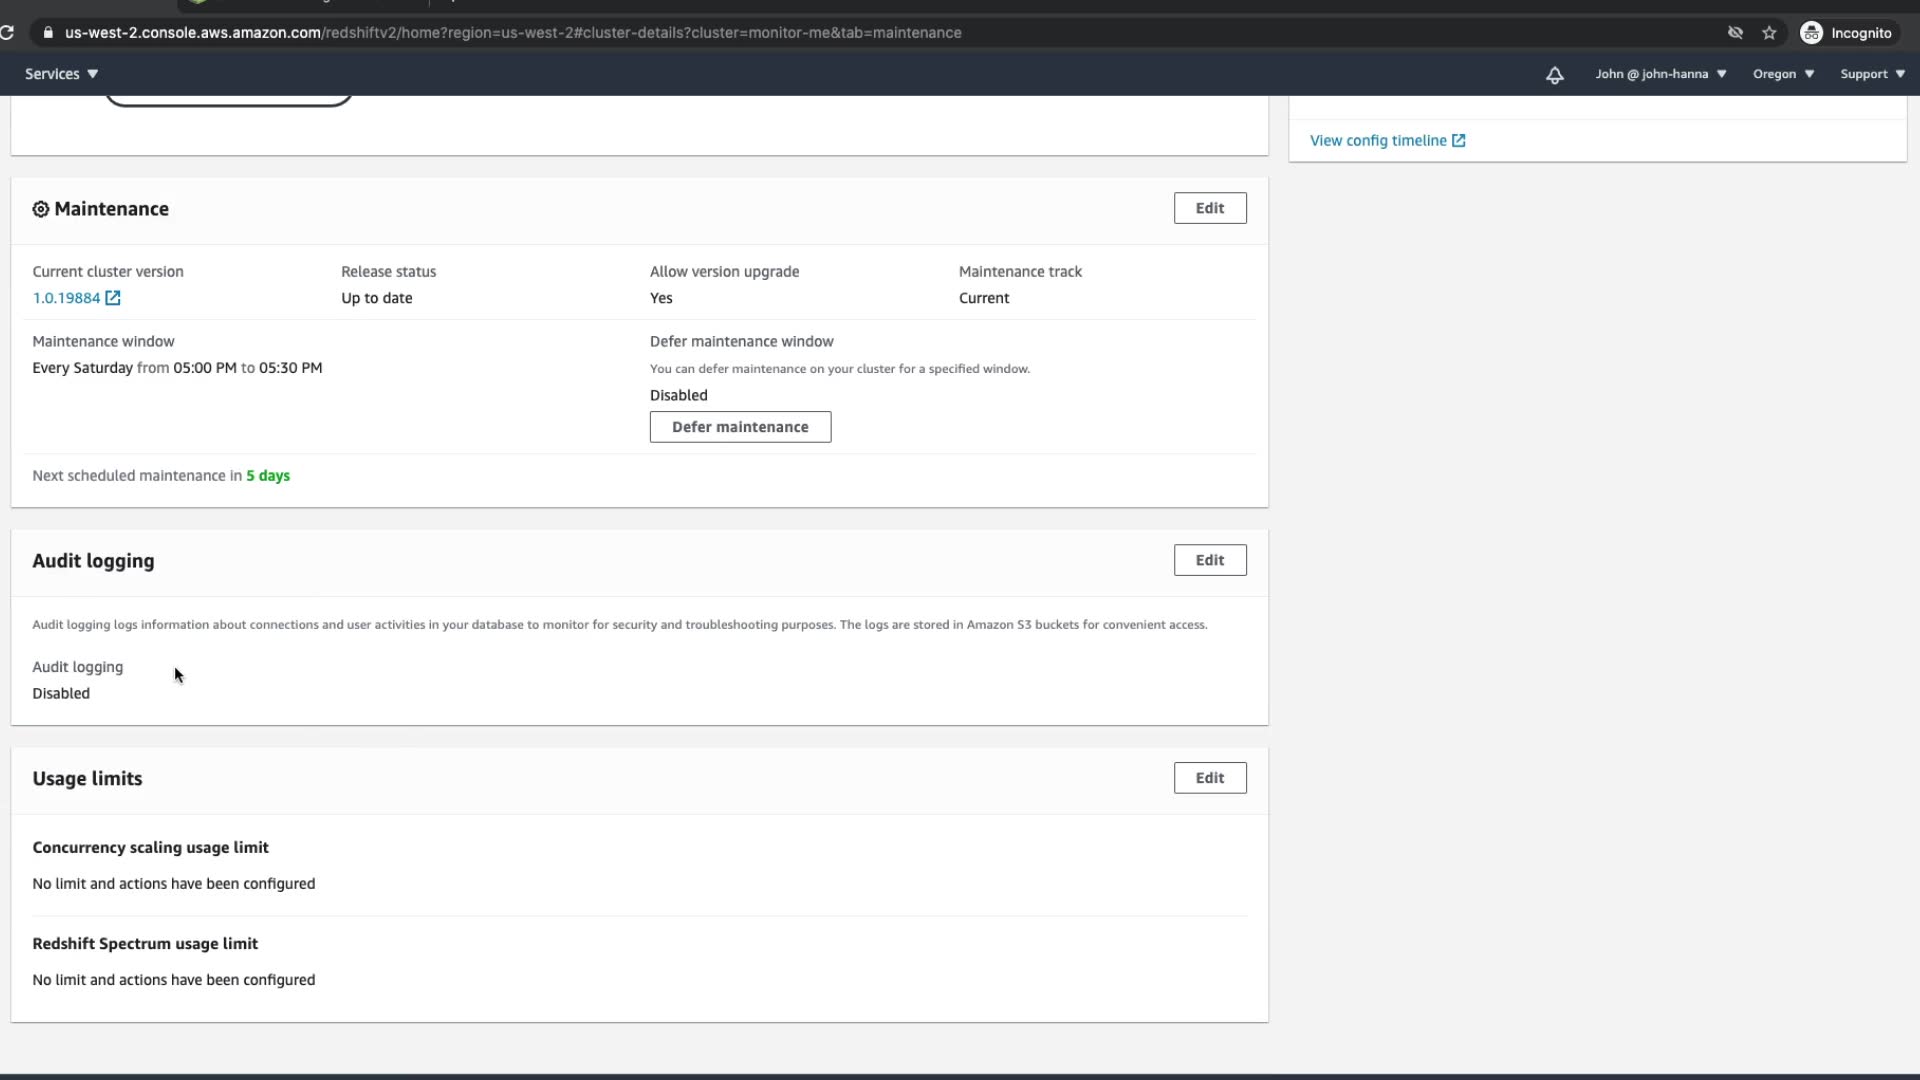 us-west-2.console.aws.amazon.com/redshiftv2/home?region=us-west-2#cluster-details?cluster=monitor-me&tab=maintenance
Incognito
Services
John @ john-hanna
Oregon
Support
View config timeline
Maintenance
Edit
Current cluster version
Release status
Allow version upgrade
Maintenance track
1.0.19884
Up to date
Yes
Current
Maintenance window
Defer maintenance window
Every Saturday from 05:00 PM to 05:30 PM
You can defer maintenance on your cluster for a specified window.
Disabled
Defer maintenance
Next scheduled maintenance in 5 days
Audit logging
Edit
Audit logging logs information about connections and user activities in your database to monitor for security and troubleshooting purposes. The logs are stored in Amazon S3 buckets for convenient access.
Audit logging
Disabled
Usage limits
Edit
Concurrency scaling usage limit
No limit and actions have been configured
Redshift Spectrum usage limit
No limit and actions have been configured